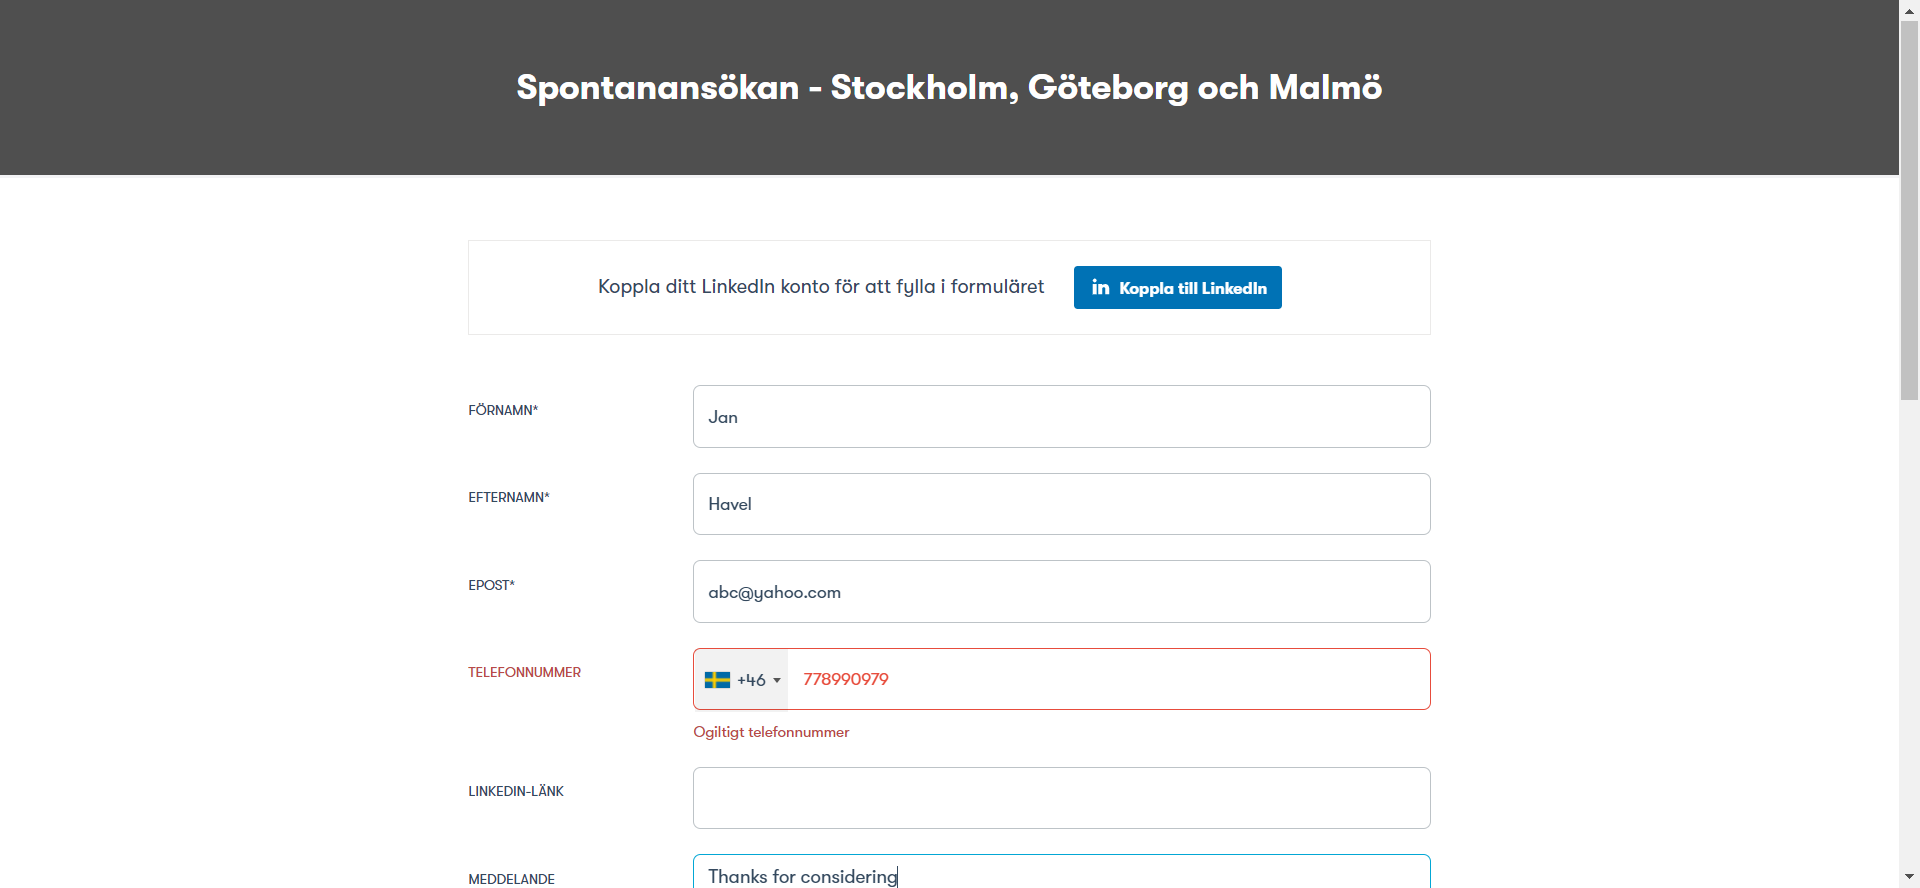 Spontanansökan - Stockholm, Göteborg och Malmö
Koppla ditt LinkedIn konto för att fylla i formuläret
in Koppla till LinkedIn
FÖRNAMN*
Jan
EFTERNAMN*
Havel
EPOST*
abc@yahoo.com
TELEFONNUMMER
+46
778990979
Ogiltigt telefonnummer
LINKEDIN-LÄNK
MEDDELANDE
Thanks for considering